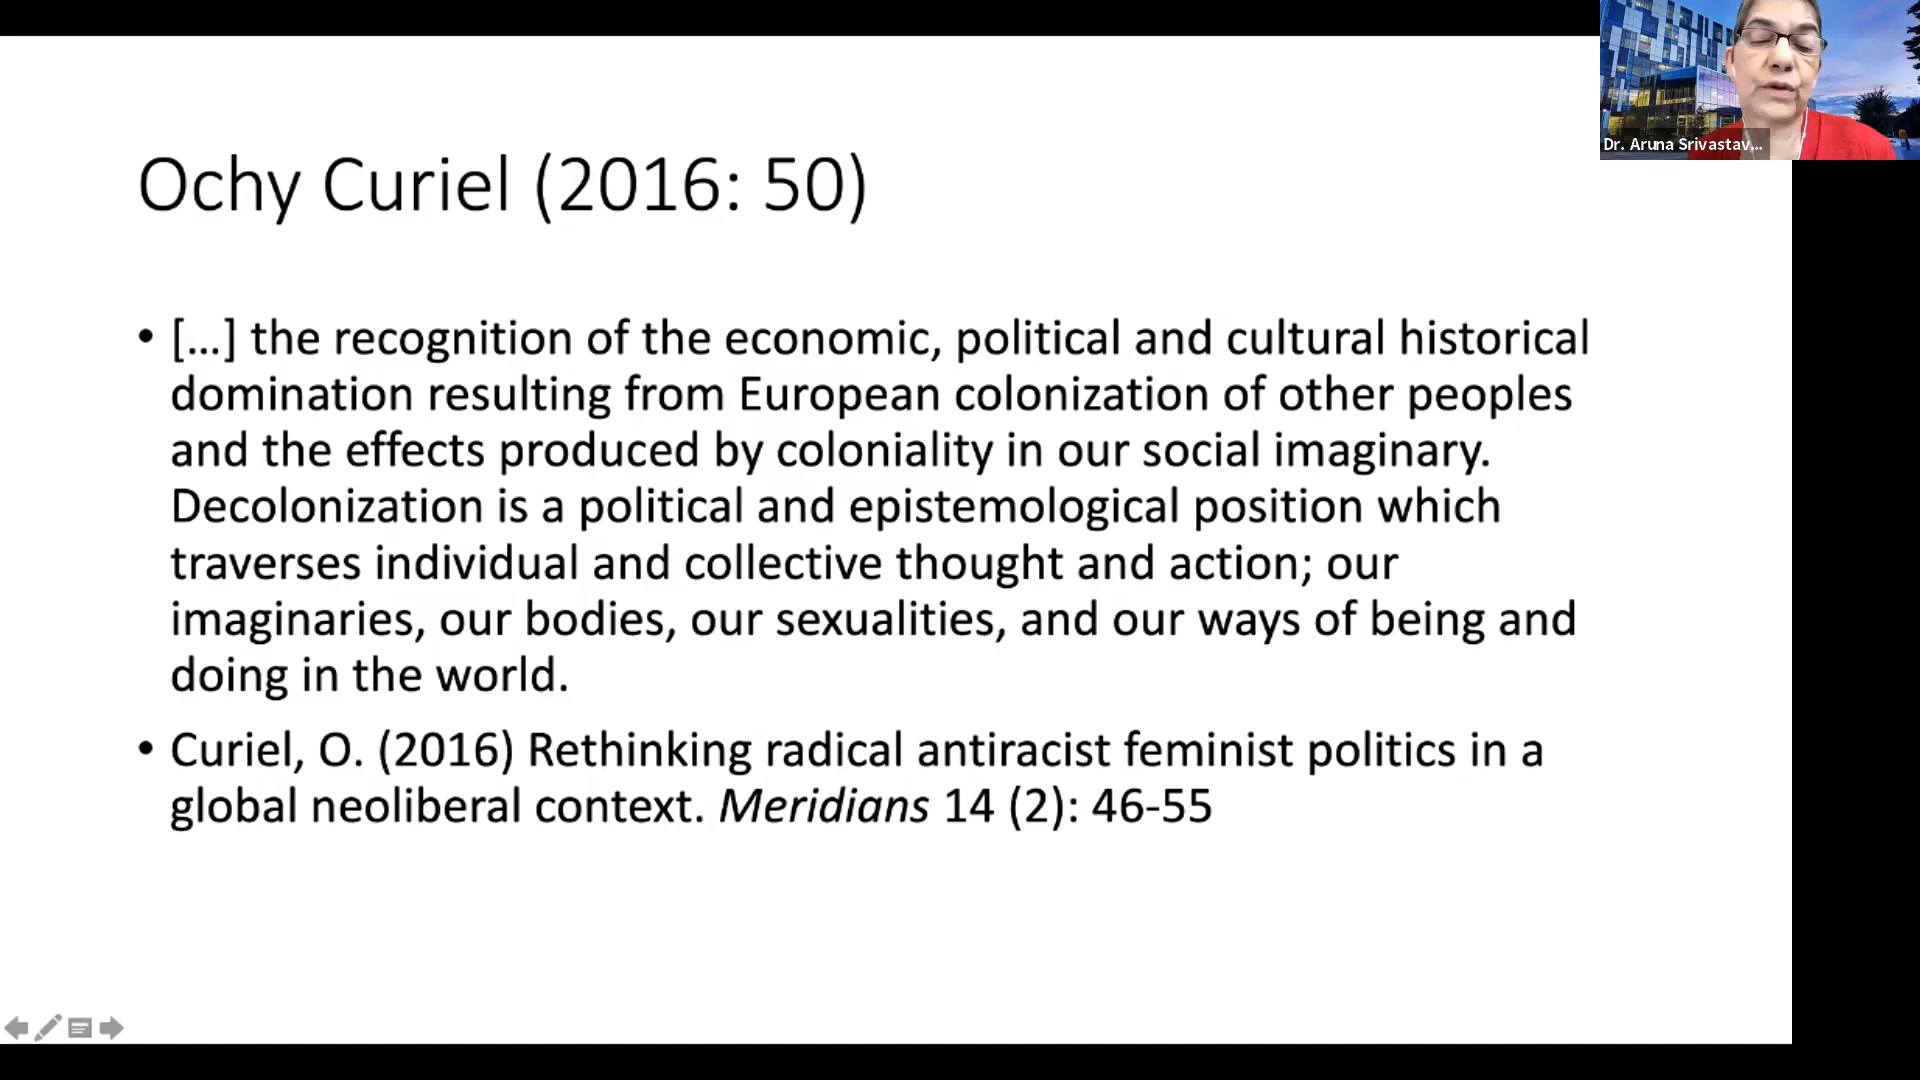 Dr. Aruna Srivastav...
Ochy Curiel (2016: 50)
• [...] the recognition of the economic, political and cultural historical
domination resulting from European colonization of other peoples
and the effects produced by coloniality in our social imaginary.
Decolonization is a political and epistemological position which
traverses individual and collective thought and action; our
imaginaries, our bodies, our sexualities, and our ways of being and
doing in the world.
• Curiel, O. (2016) Rethinking radical antiracist feminist politics in a
global neoliberal context. Meridians 14 (2): 46-55